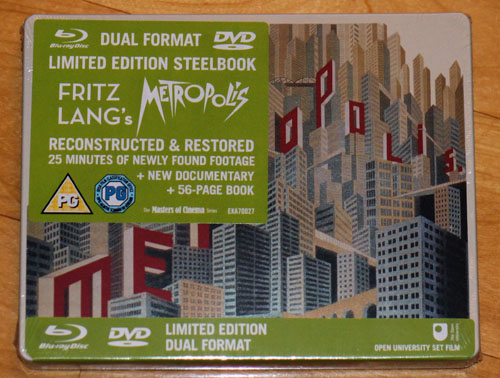 Blu-ray Disc DUAL FORMAT DVD
LIMITED EDITION STEELBOOK
FRITZ LANG's METROPOLIS
RECONSTRUCTED & RESTORED
25 MINUTES OF NEWLY FOUND FOOTAGE
+ NEW DOCUMENTARY
+ 56-PAGE BOOK
PG PG
The Masters of Cinema Series EKA70027
ME
OPOLIS
Blu-ray Disc DVD LIMITED EDITION
DUAL FORMAT
OPEN UNIVERSITY SET FILM